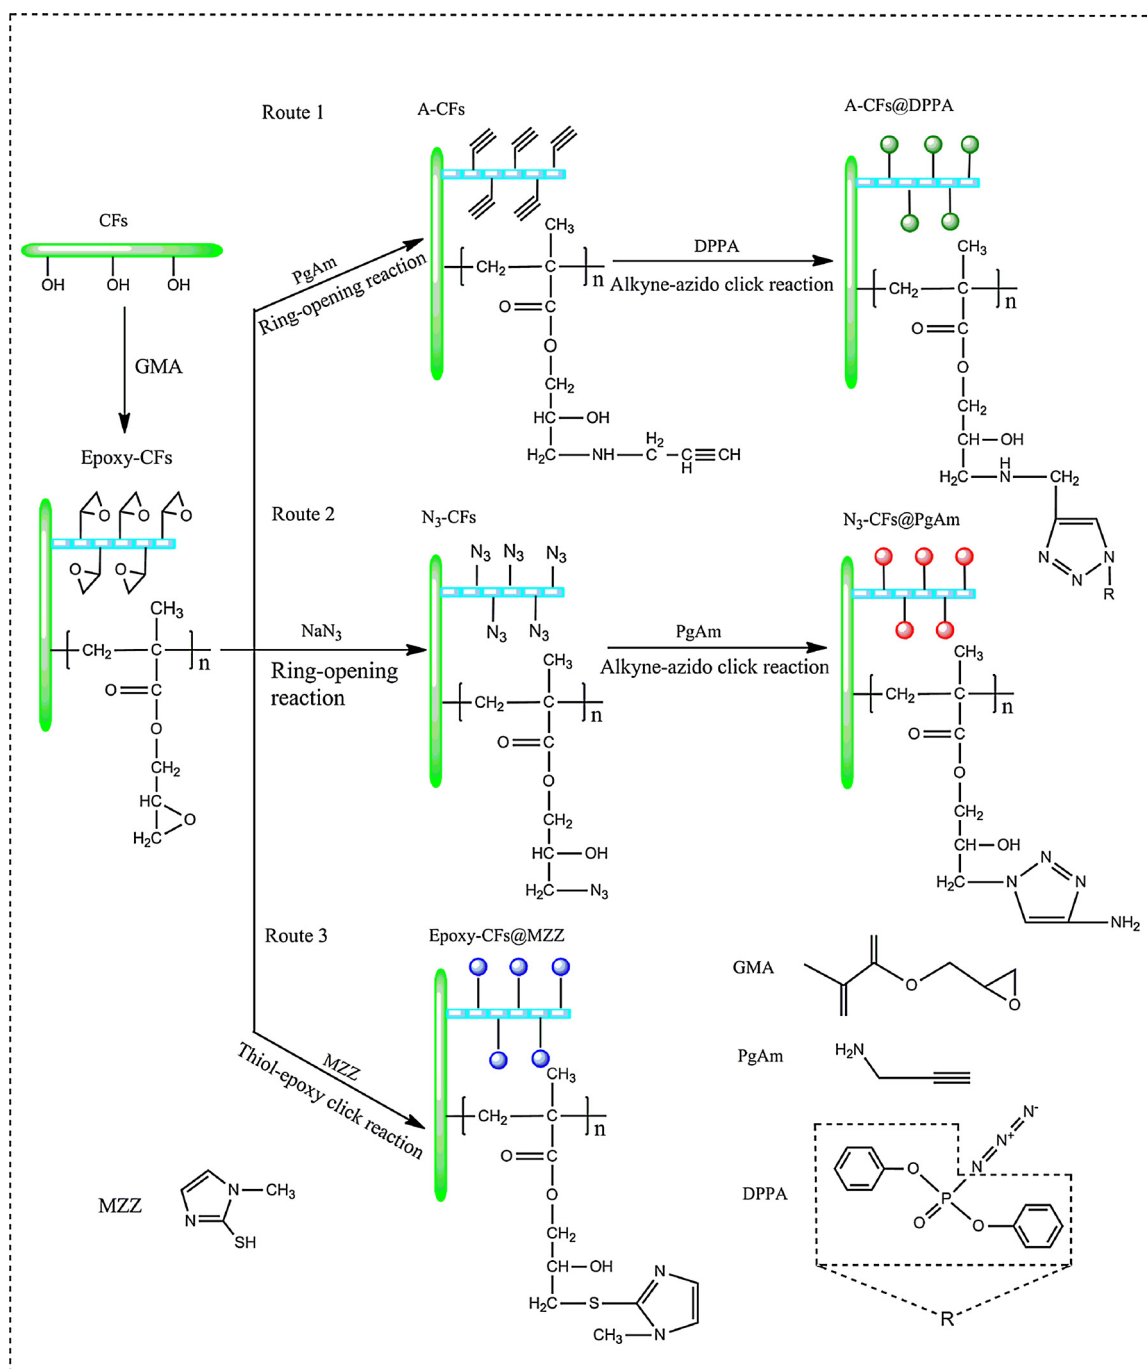 Route 1
A-CFs
A-CFs@DPPA
CFs
OH OH OH
GMA
Epoxy-CFs
O O O
O O
CH3
CH2
n
O
O
CH2
HC
O
H2C
PgAm
Ring-opening reaction
CH3
CH2 C
n
O C
O
CH2
CH OH
H2C NH C H2 C H CH
DPPA
Alkyne-azido click reaction
CH3
CH2 C
n
O C
O
CH2
CH OH
H2C N H CH2
N N N
R
Route 2
NaN3
Ring-opening
reaction
N3-CFs
N3 N3 N3
N3 N3
CH3
CH2 C
n
O C
O
CH2
HC OH
H2C N3
PgAm
Alkyne-azido click reaction
N3-CFs@PgAm
CH3
CH2 C
n
O C
O
CH2
CH OH
H2C N N N
NH2
Route 3
MZZ
Thiol-epoxy click reaction
Epoxy-CFs@MZZ
CH3
CH2 C
n
O C
O
CH2
CH OH
H2C S N
H3C N
MZZ
N CH3
N
SH
GMA
O O
PgAm
H2N
DPPA
N-
N+
N
O P
O O
R